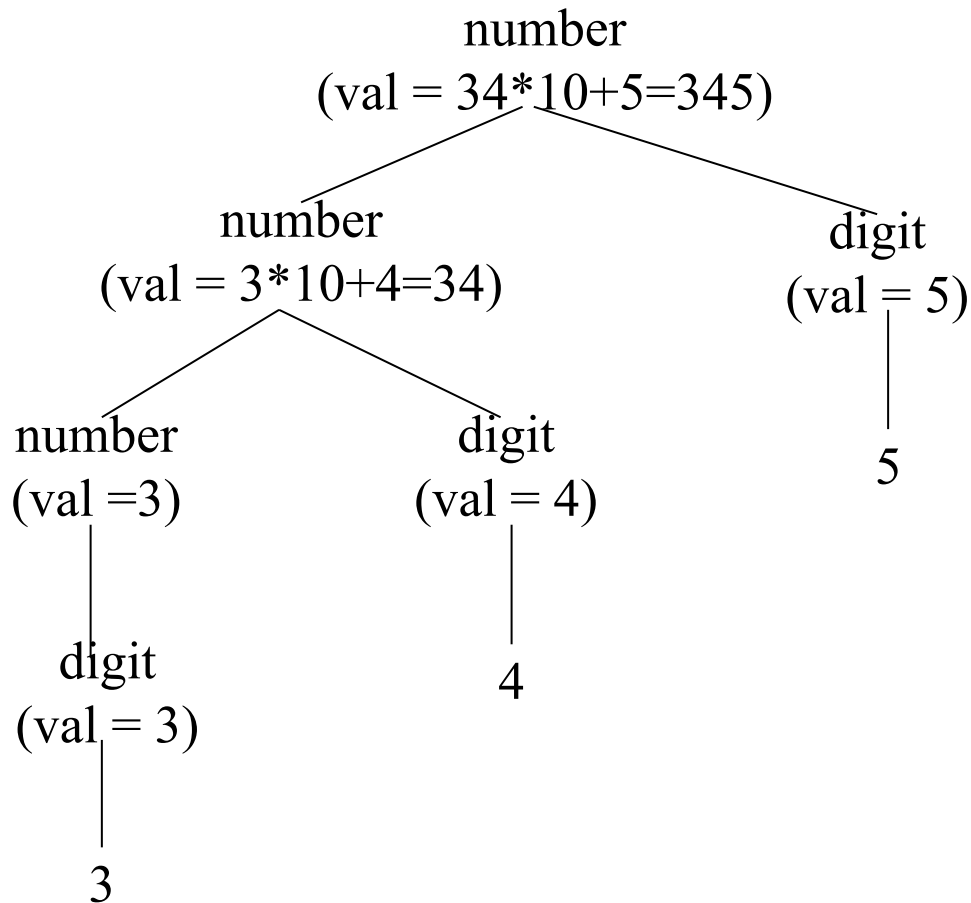 number
(val = 34*10+5=345)
number
(val = 3*10+4=34)
digit
(val = 5)
number
(val =3)
digit
(val = 4)
5
digit
(val = 3)
4
3